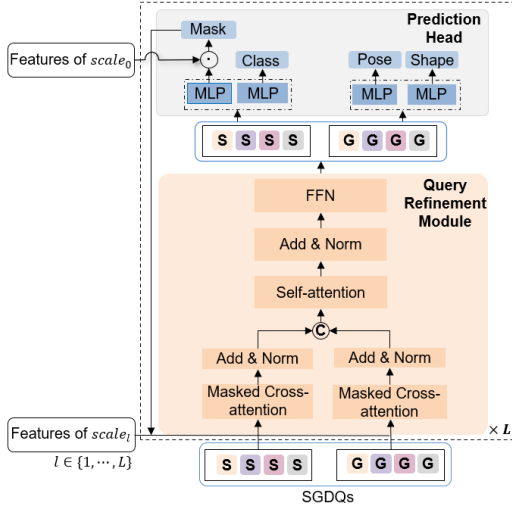 Prediction
Head
Mask
Features of scale₀
Class
Pose
Shape
MLP
MLP
MLP
MLP
S S S S
G G G G
Query
Refinement
Module
FFN
Add & Norm
Self-attention
C
Add & Norm
Add & Norm
Masked Cross-
attention
Masked Cross-
attention
× L
Features of scaleₗ
l ∈ {1, ⋯, L}
S S S S
G G G G
SGDQs